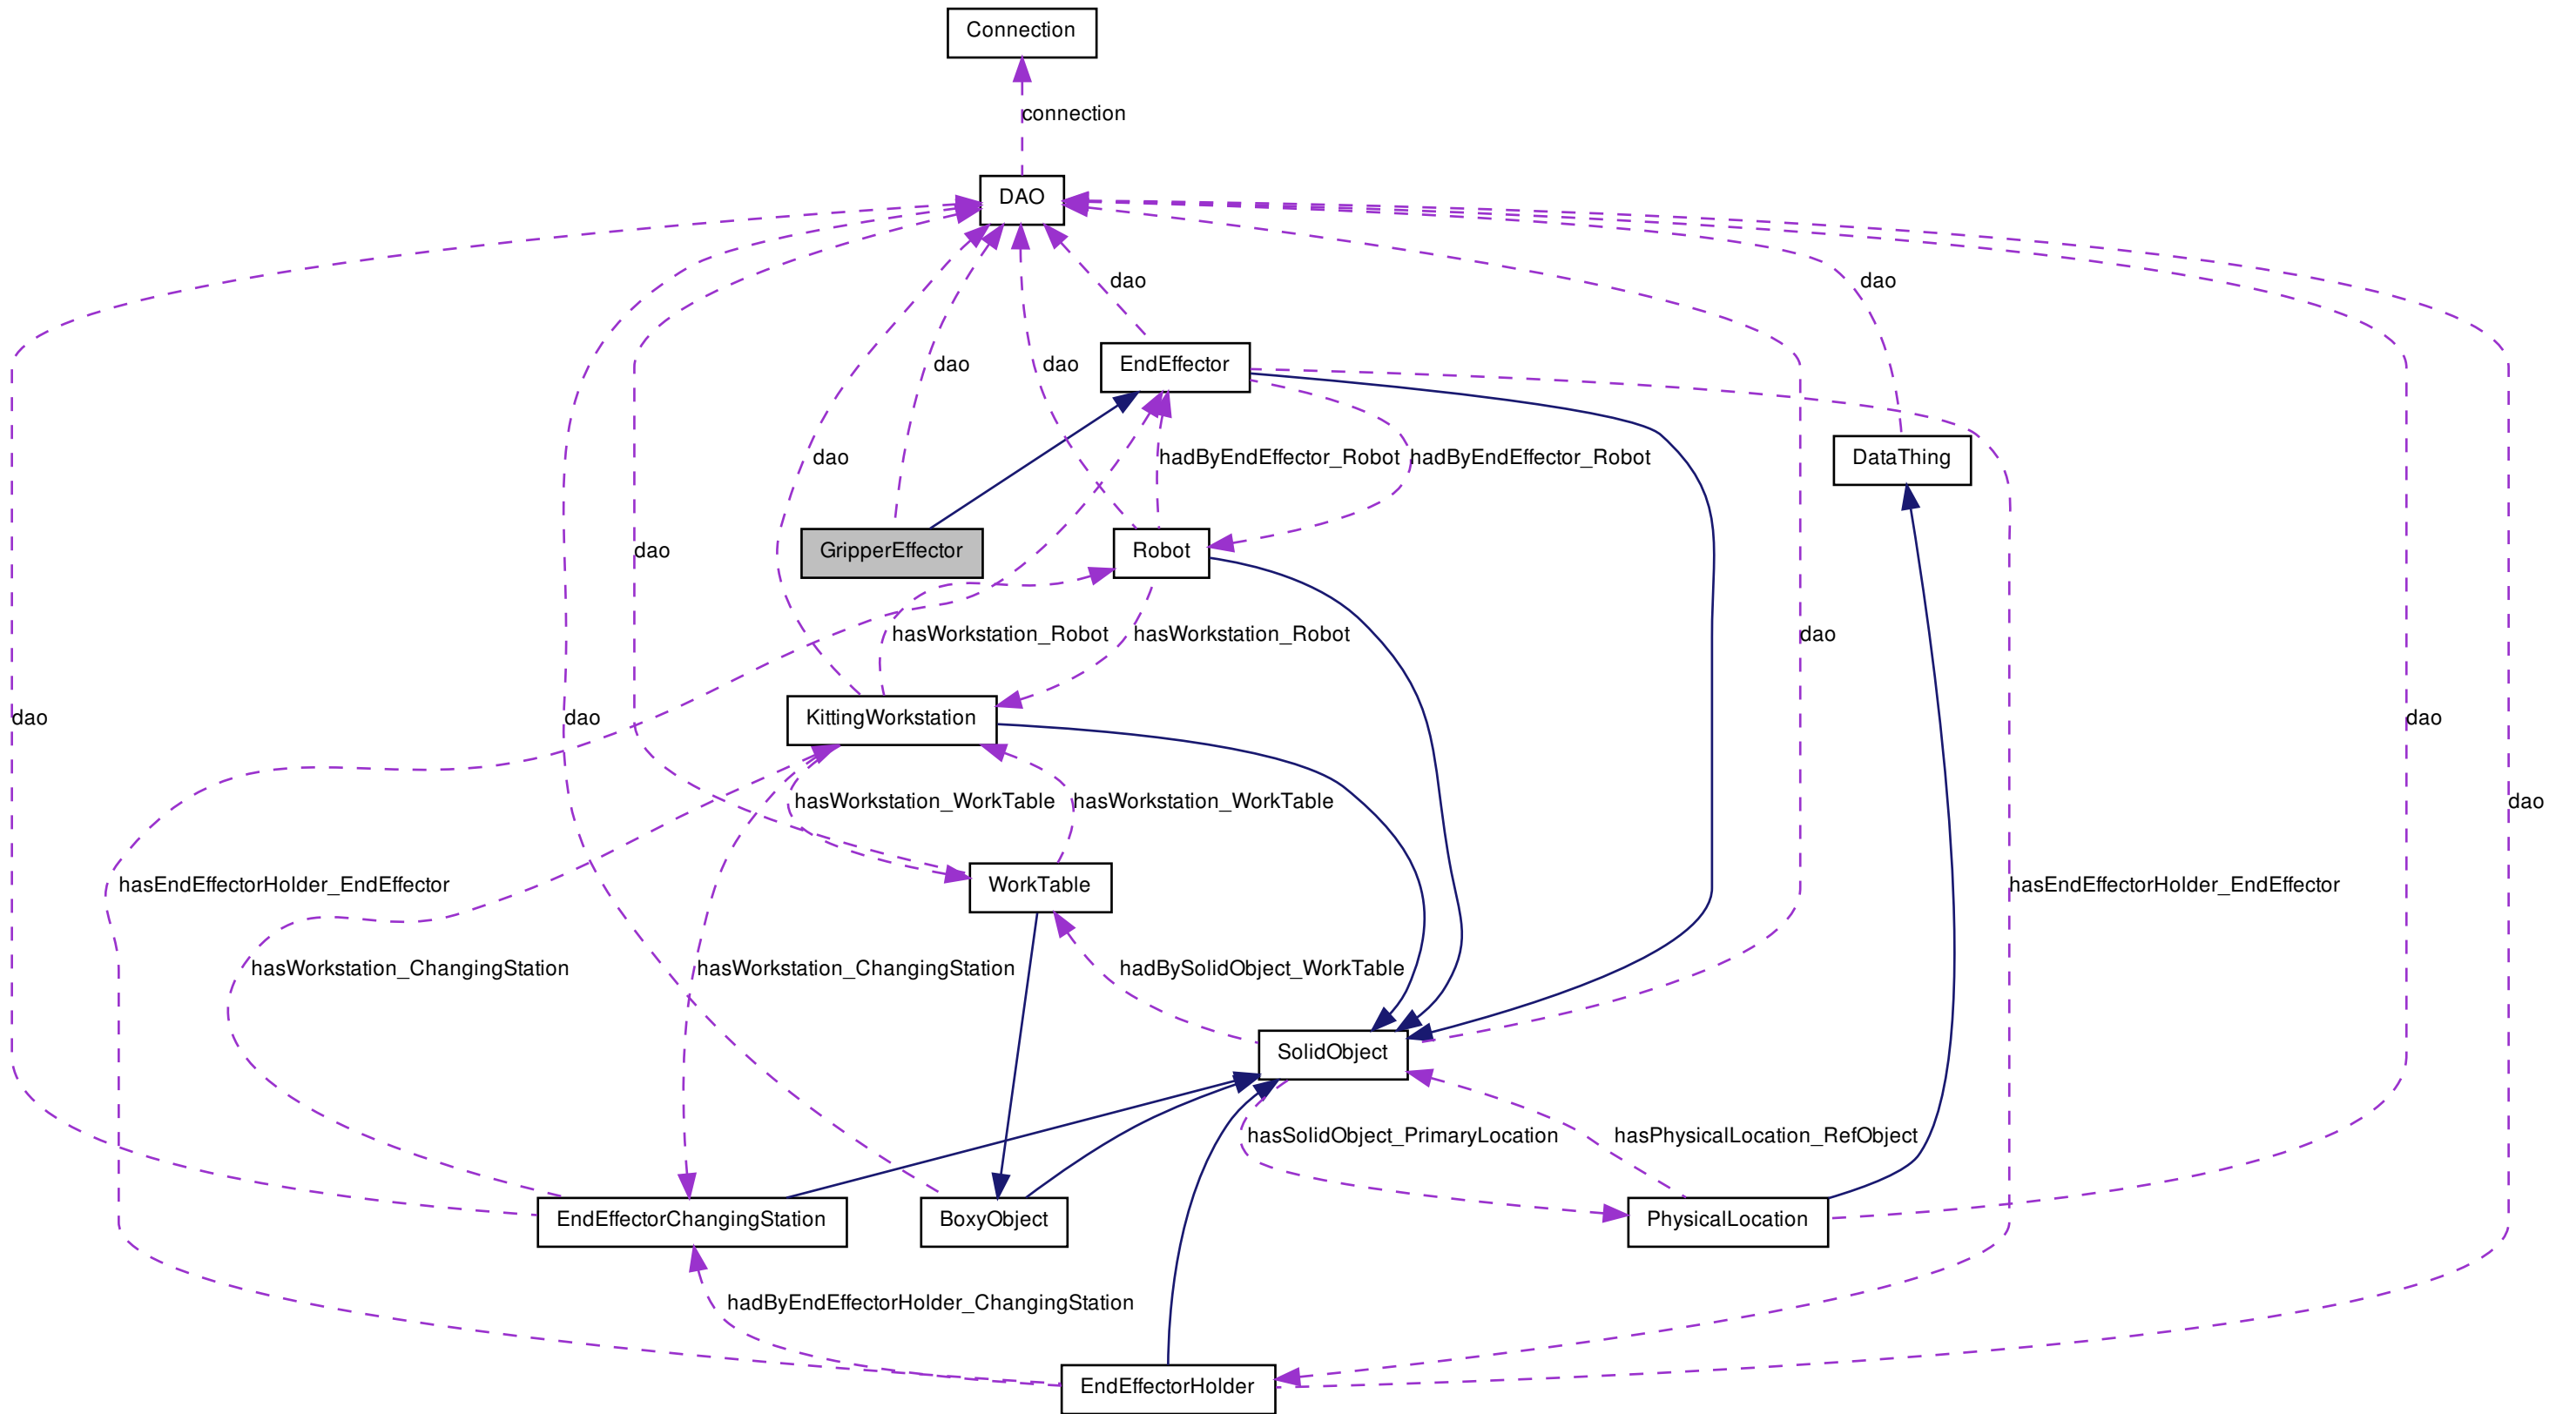 Connection
connection
DAO
dao
dao
EndEffector
dao
dao
dao
hadByEndEffector_Robot
hadByEndEffector_Robot
DataThing
dao
GripperEffector
Robot
hasWorkstation_Robot
hasWorkstation_Robot
dao
dao
dao
KittingWorkstation
dao
hasWorkstation_WorkTable
hasWorkstation_WorkTable
dao
hasEndEffectorHolder_EndEffector
WorkTable
hasEndEffectorHolder_EndEffector
hasWorkstation_ChangingStation
hasWorkstation_ChangingStation
hadBySolidObject_WorkTable
SolidObject
hasSolidObject_PrimaryLocation
hasPhysicalLocation_RefObject
EndEffectorChangingStation
BoxyObject
PhysicalLocation
hadByEndEffectorHolder_ChangingStation
EndEffectorHolder